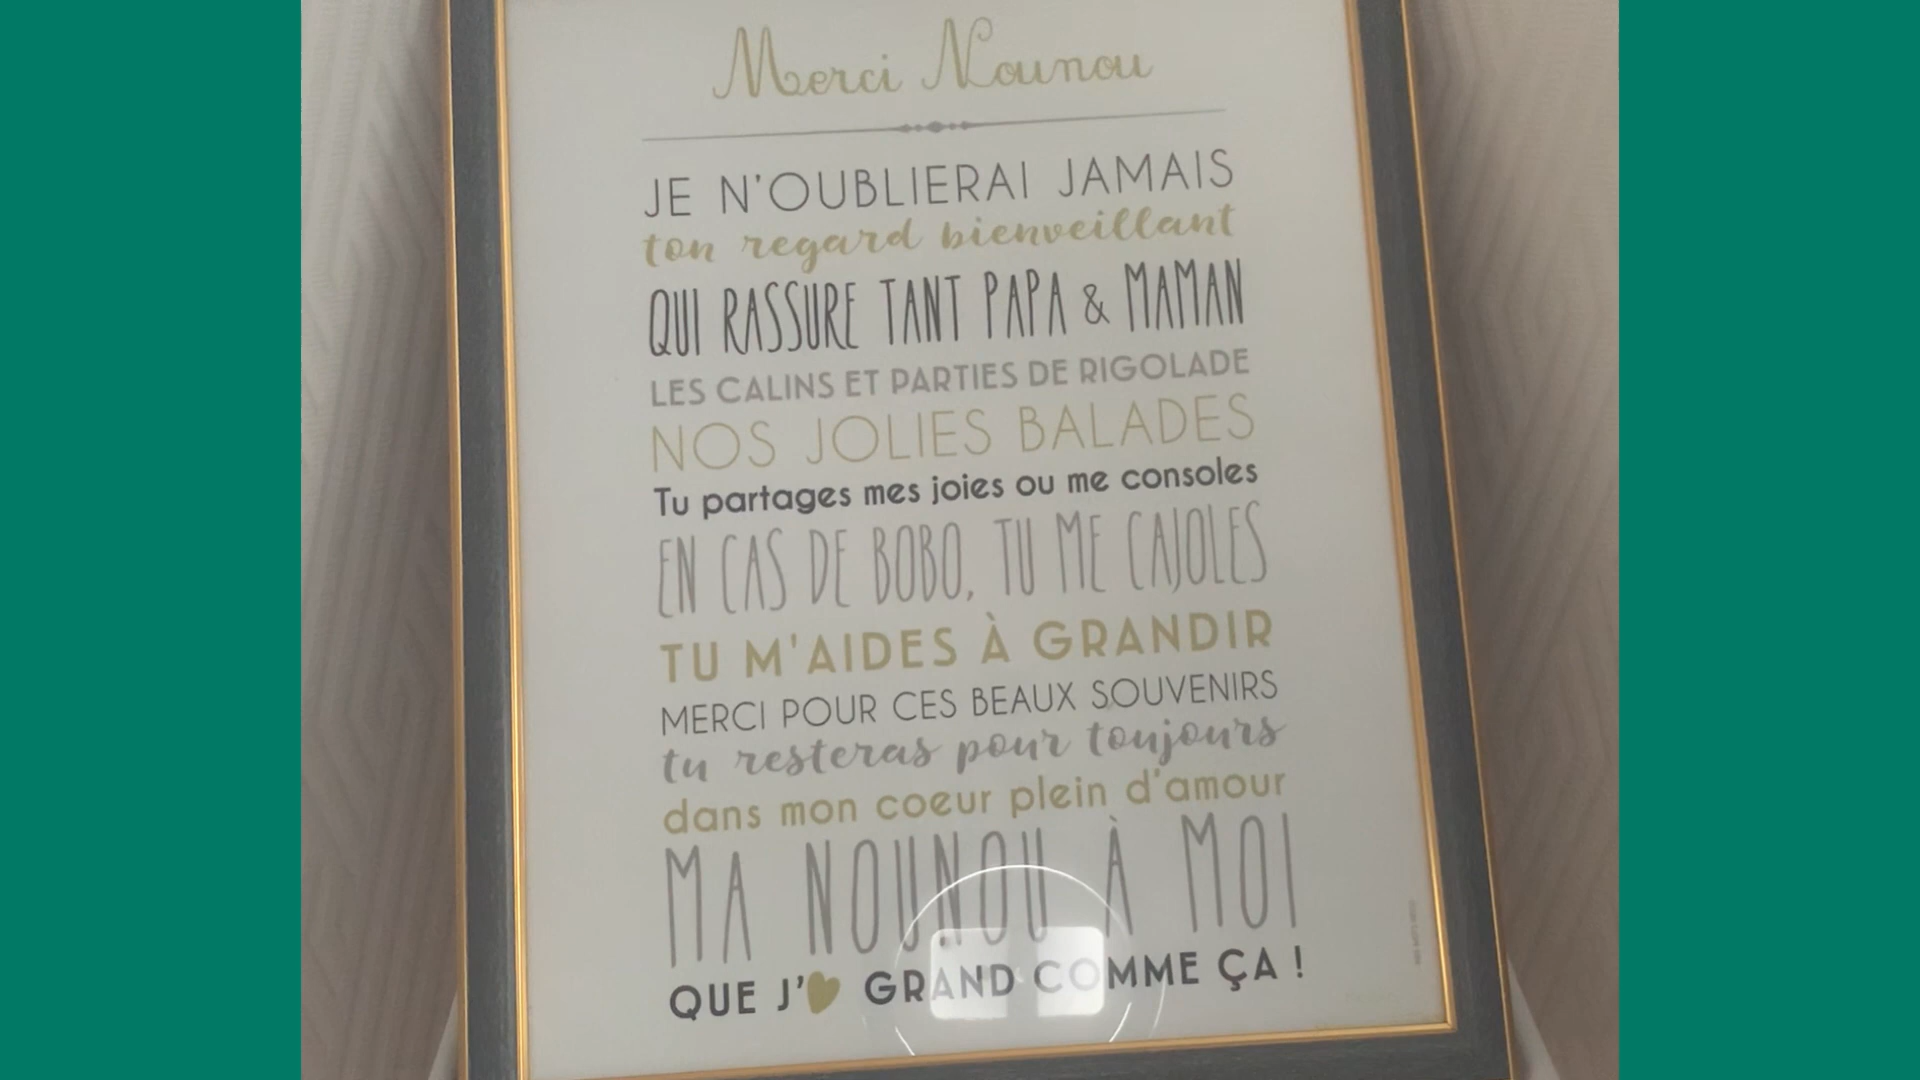 Merci Nounou
JE N'OUBLIERAI JAMAIS
ton regard bienveillant
QUI RASSURE TANT PAPA & MAMAN
LES CALINS ET PARTIES DE RIGOLADE
NOS JOLIES BALADES
Tu partages mes joies ou me consoles
EN CAS DE BOBO, TU ME CAJOLES
TU M'AIDES À GRANDIR
MERCI POUR CES BEAUX SOUVENIRS
tu resteras pour toujours
dans mon coeur plein d'amour
MA NOUNOU À MOI
QUE J'♥ GRAND COMME ÇA !